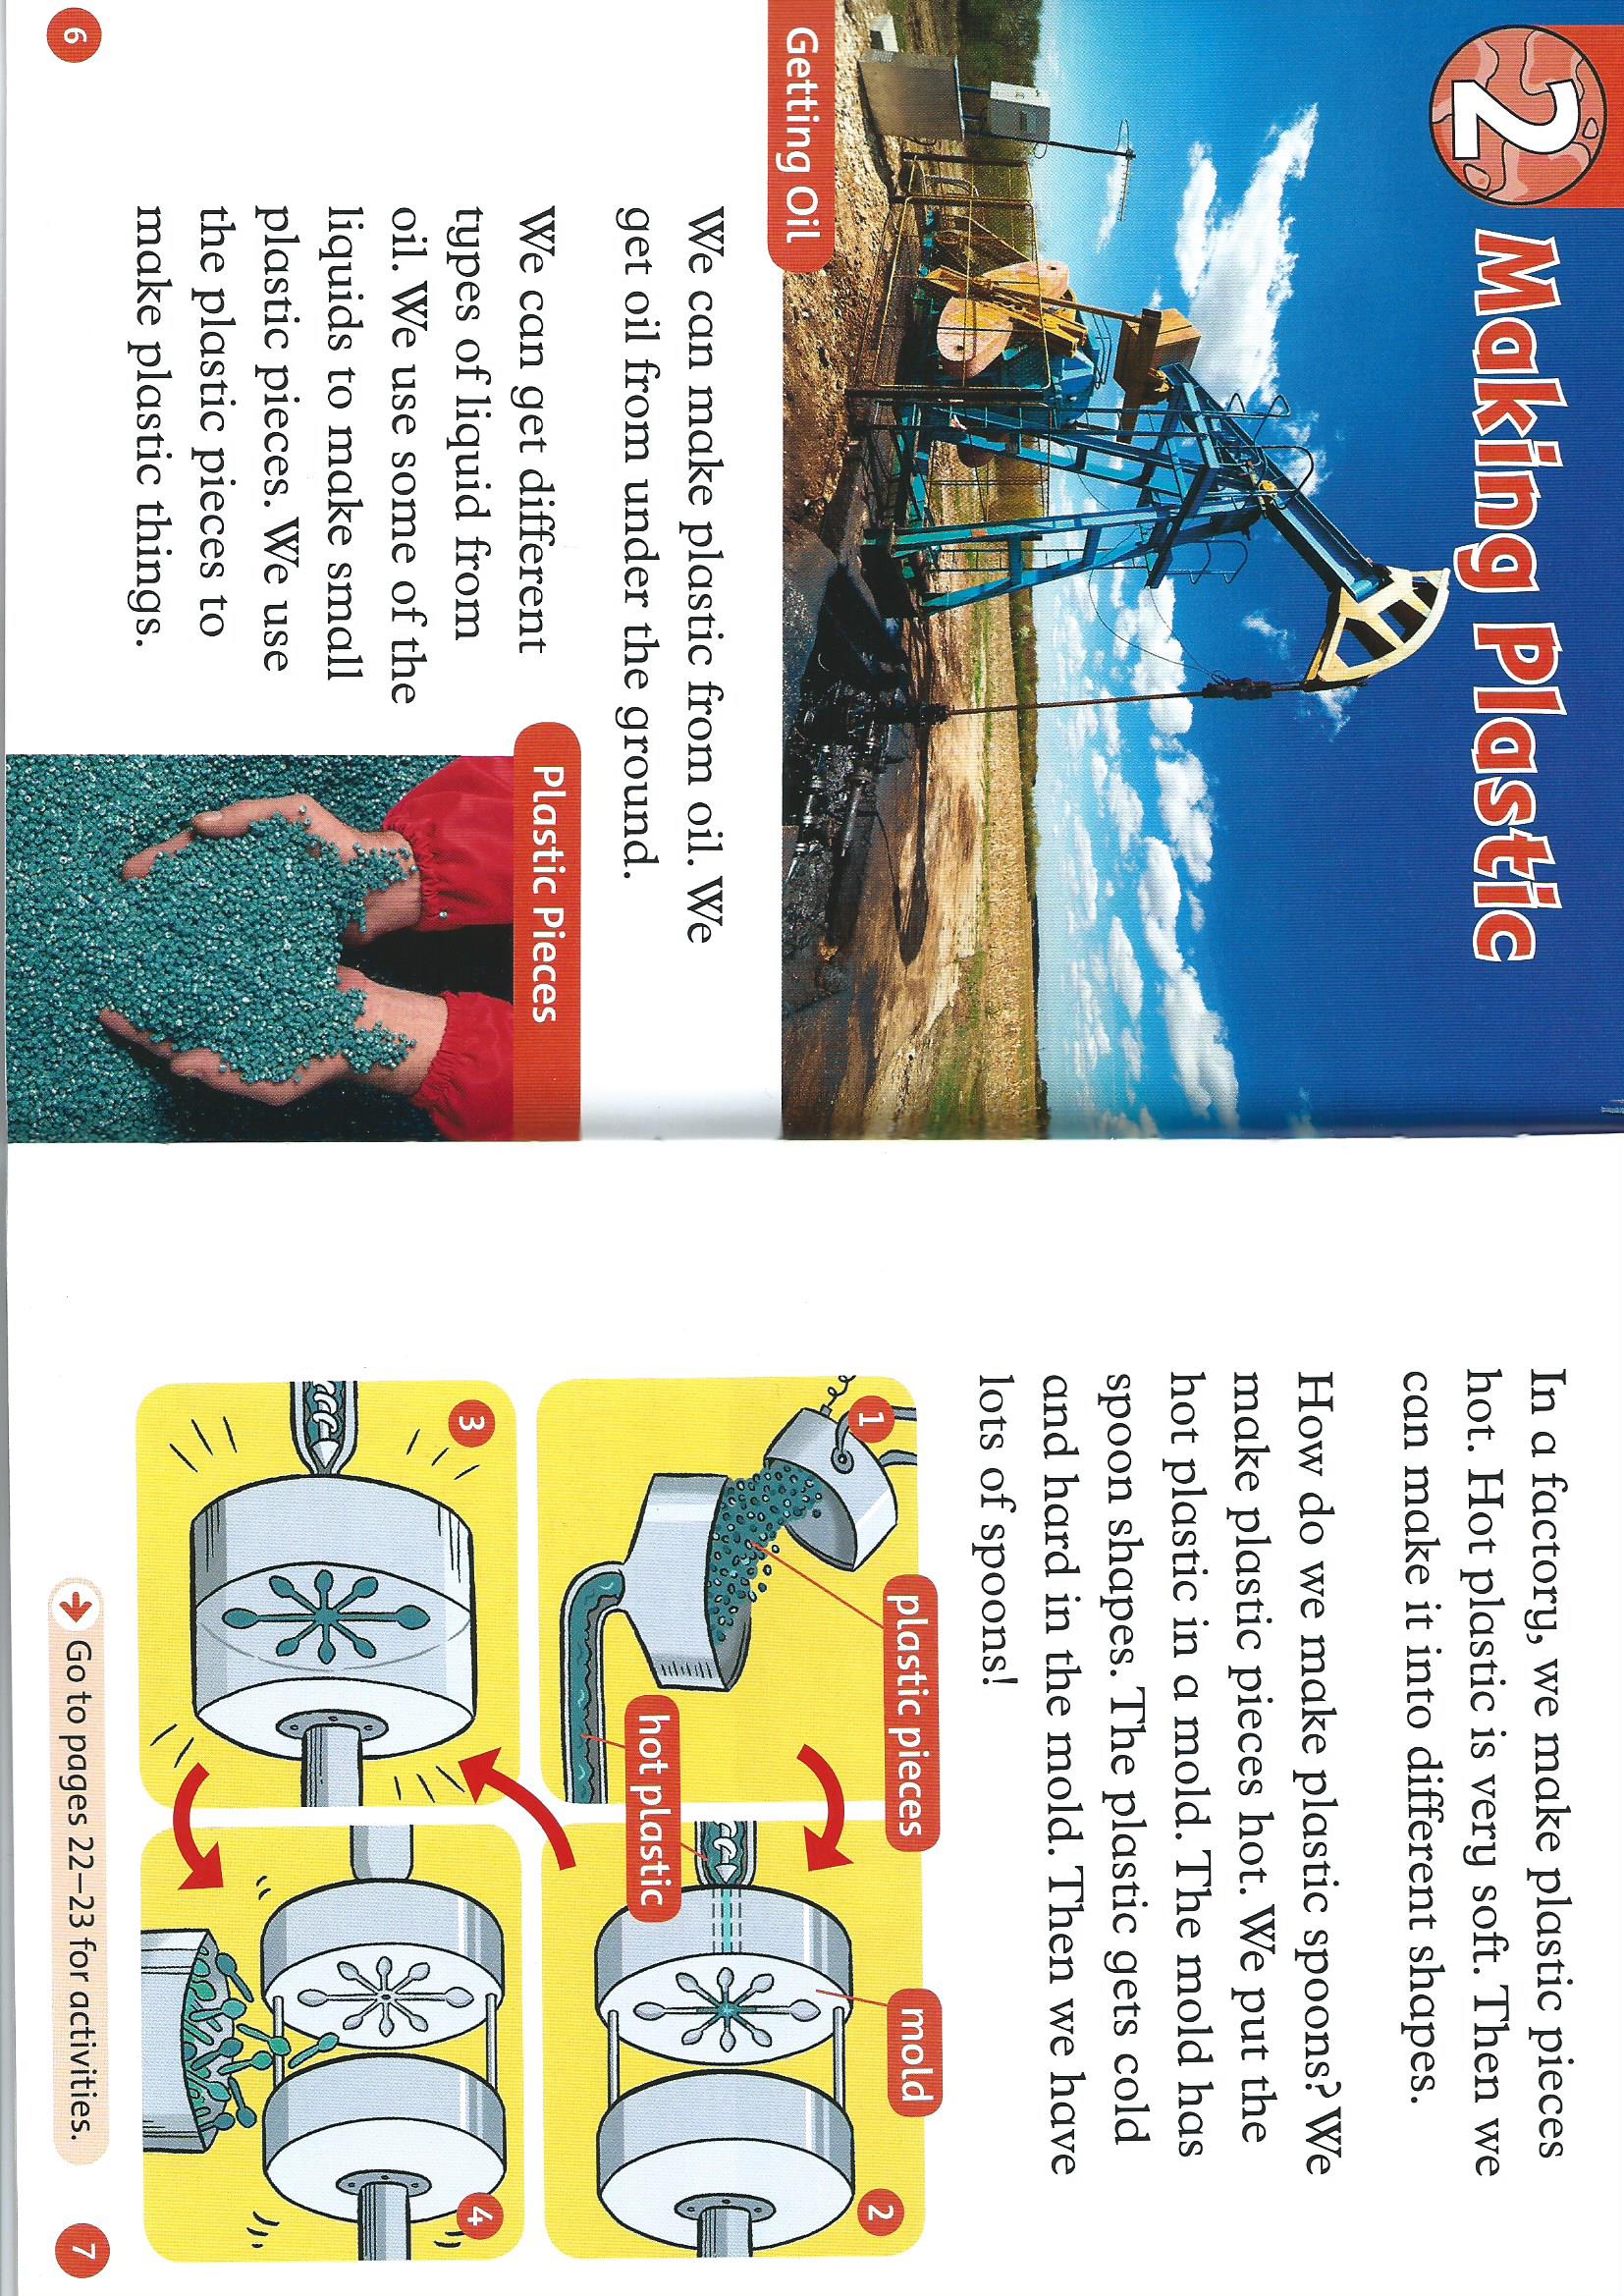 2
Making Plastic
Getting Oil
We can make plastic from oil. We
get oil from under the ground.
We can get different
types of liquid from
oil. We use some of the
liquids to make small
plastic pieces. We use
the plastic pieces to
make plastic things.
Plastic Pieces
6
In a factory, we make plastic pieces
hot. Hot plastic is very soft. Then we
can make it into different shapes.
How do we make plastic spoons? We
make plastic pieces hot. We put the
hot plastic in a mold. The mold has
spoon shapes. The plastic gets cold
and hard in the mold. Then we have
lots of spoons!
1
plastic pieces
hot plastic
mold
2
3
4
Go to pages 22–23 for activities.
7